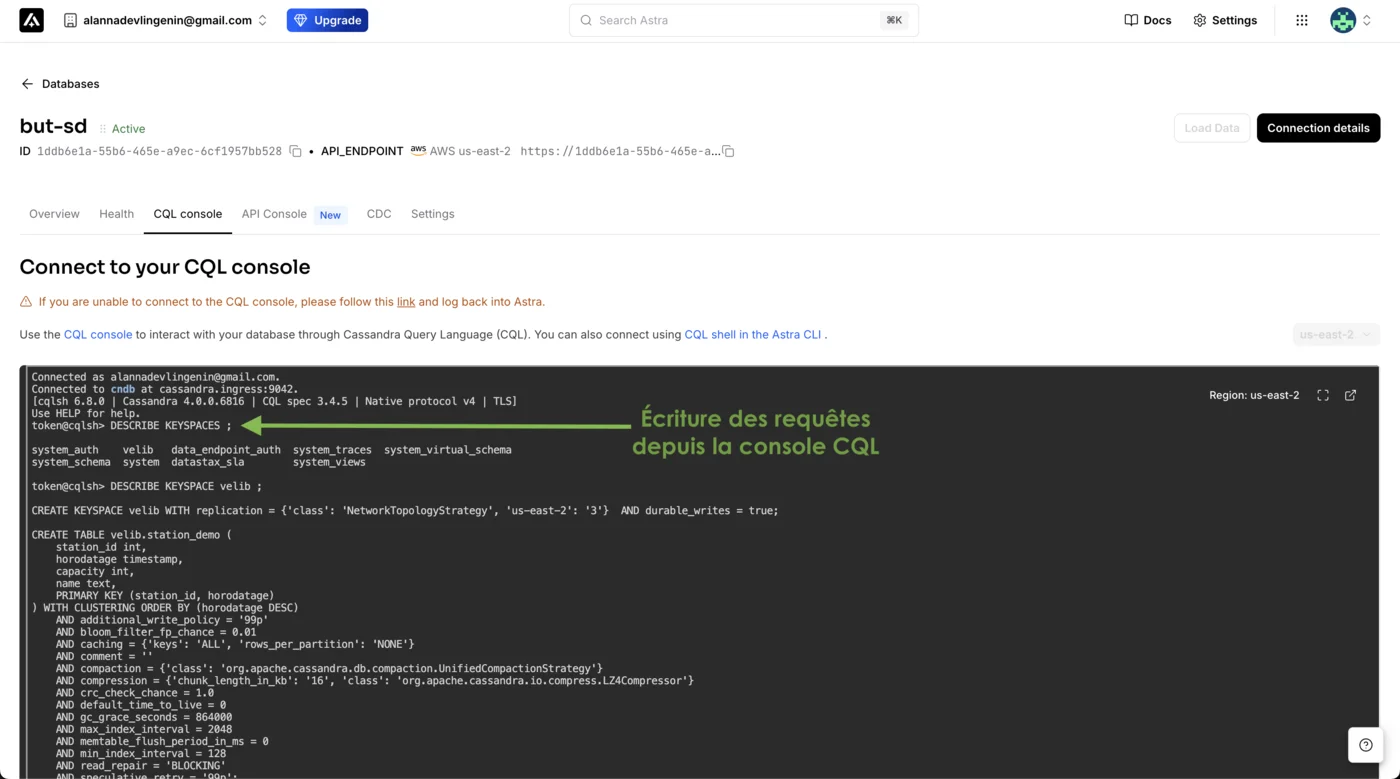 alannadevlingenin@gmail.com
Upgrade
Search Astra
⌘K
Docs
Settings
Databases
but-sd
Active
ID 1ddb6e1a-55b6-465e-a9ec-6cf1957bb528 • API_ENDPOINT aws AWS us-east-2 https://1ddb6e1a-55b6-465e-a...
Load Data
Connection details
Overview
Health
CQL console
API Console New
CDC
Settings
Connect to your CQL console
If you are unable to connect to the CQL console, please follow this link and log back into Astra.
Use the CQL console to interact with your database through Cassandra Query Language (CQL). You can also connect using CQL shell in the Astra CLI .
us-east-2
Connected as alannadevlingenin@gmail.com.
Connected to cndb at cassandra.ingress:9042.
[cqlsh 6.8.0 | Cassandra 4.0.0.6816 | CQL spec 3.4.5 | Native protocol v4 | TLS]
Use HELP for help.
token@cqlsh> DESCRIBE KEYSPACES ;
Region: us-east-2
Écriture des requêtes
depuis la console CQL
system_auth    velib   data_endpoint_auth  system_traces  system_virtual_schema
system_schema  system  datastax_sla        system_views
token@cqlsh> DESCRIBE KEYSPACE velib ;
CREATE KEYSPACE velib WITH replication = {'class': 'NetworkTopologyStrategy', 'us-east-2': '3'}  AND durable_writes = true;
CREATE TABLE velib.station_demo (
    station_id int,
    horodatage timestamp,
    capacity int,
    name text,
    PRIMARY KEY (station_id, horodatage)
) WITH CLUSTERING ORDER BY (horodatage DESC)
    AND additional_write_policy = '99p'
    AND bloom_filter_fp_chance = 0.01
    AND caching = {'keys': 'ALL', 'rows_per_partition': 'NONE'}
    AND comment = ''
    AND compaction = {'class': 'org.apache.cassandra.db.compaction.UnifiedCompactionStrategy'}
    AND compression = {'chunk_length_in_kb': '16', 'class': 'org.apache.cassandra.io.compress.LZ4Compressor'}
    AND crc_check_chance = 1.0
    AND default_time_to_live = 0
    AND gc_grace_seconds = 864000
    AND max_index_interval = 2048
    AND memtable_flush_period_in_ms = 0
    AND min_index_interval = 128
    AND read_repair = 'BLOCKING'
    AND speculative_retry = '99p';